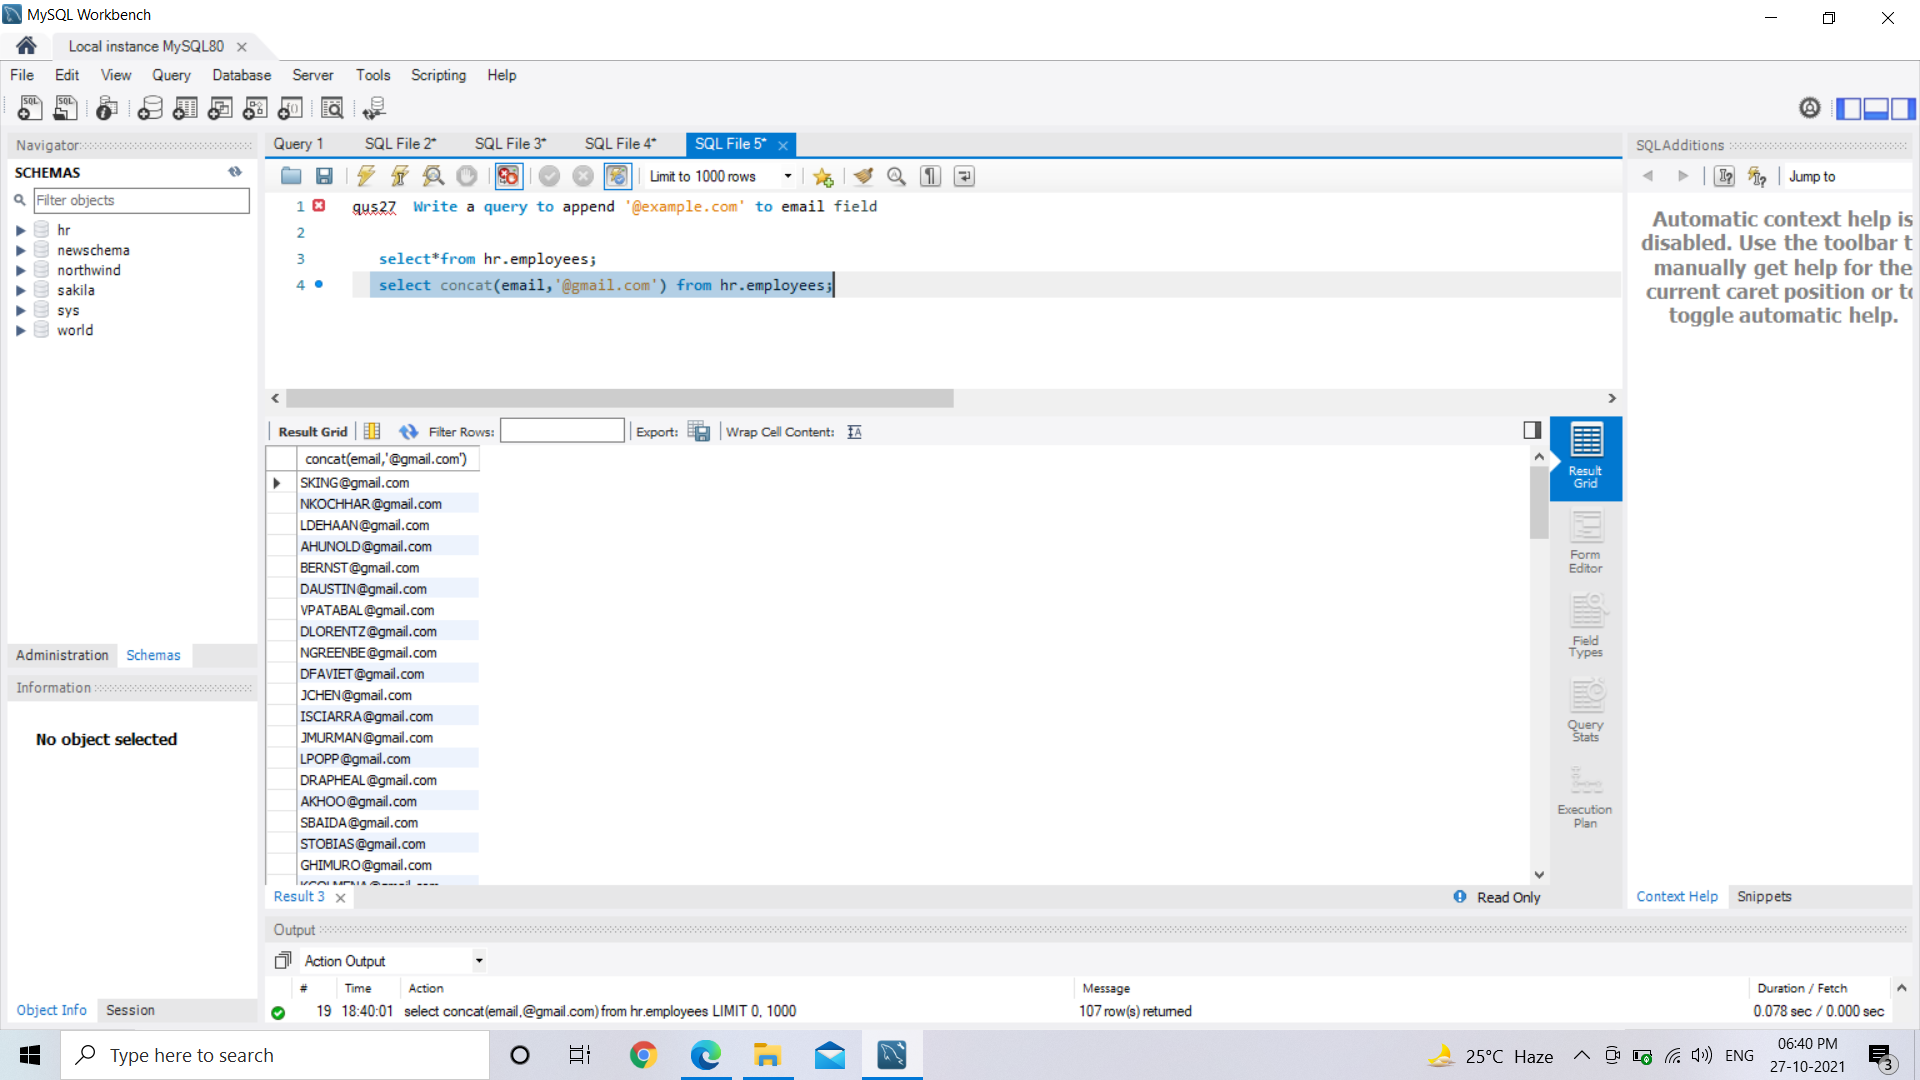 MySQL Workbench
Local instance MySQL80
File Edit View Query Database Server Tools Scripting Help
Navigator
SCHEMAS
Filter objects
hr
newschema
northwind
sakila
sys
world
Administration Schemas
Information
No object selected
Object Info Session
Query 1 SQL File 2* SQL File 3* SQL File 4* SQL File 5*
Limit to 1000 rows
1 qus27 Write a query to append '@example.com' to email field
2
3 select*from hr.employees;
4 select concat(email,'@gmail.com') from hr.employees;
Result Grid Filter Rows: Export: Wrap Cell Content:
concat(email,'@gmail.com')
SKING@gmail.com
NKOCHHAR@gmail.com
LDEHAAN@gmail.com
AHUNOLD@gmail.com
BERNST@gmail.com
DAUSTIN@gmail.com
VPATABAL@gmail.com
DLORENTZ@gmail.com
NGREENBE@gmail.com
DFAVIET@gmail.com
JCHEN@gmail.com
ISCIARRA@gmail.com
JMURMAN@gmail.com
LPOPP@gmail.com
DRAPHEAL@gmail.com
AKHOO@gmail.com
SBAIDA@gmail.com
STOBIAS@gmail.com
GHIMURO@gmail.com
Result Grid
Form Editor
Field Types
Query Stats
Execution Plan
Result 3
Read Only
SQLAdditions
Jump to
Automatic context help is
disabled. Use the toolbar t
manually get help for the
current caret position or to
toggle automatic help.
Context Help Snippets
Output
Action Output
# Time Action Message Duration / Fetch
19 18:40:01 select concat(email,@gmail.com) from hr.employees LIMIT 0, 1000 107 row(s) returned 0.078 sec / 0.000 sec
Type here to search
25°C Haze
ENG
06:40 PM
27-10-2021
3